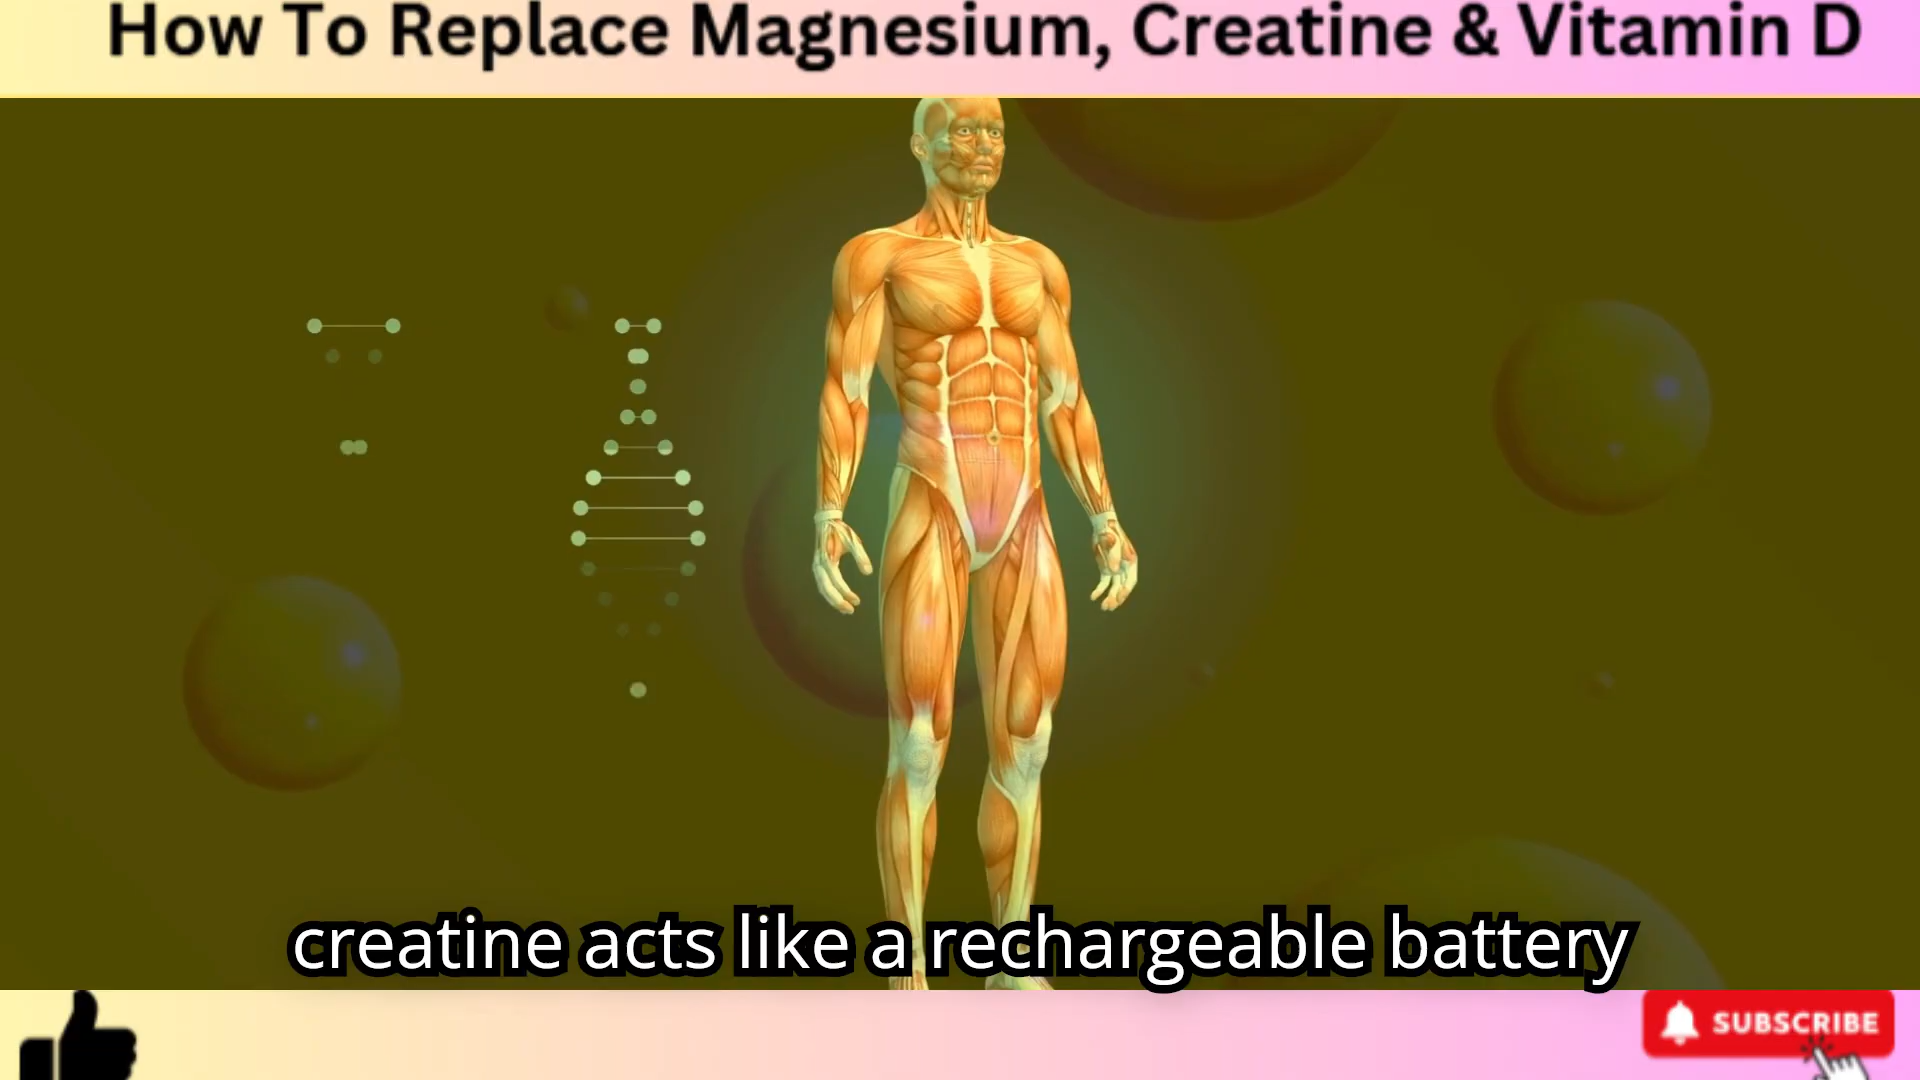 How To Replace Magnesium, Creatine & Vitamin D
creatine acts like a rechargeable battery
SUBSCRIBE